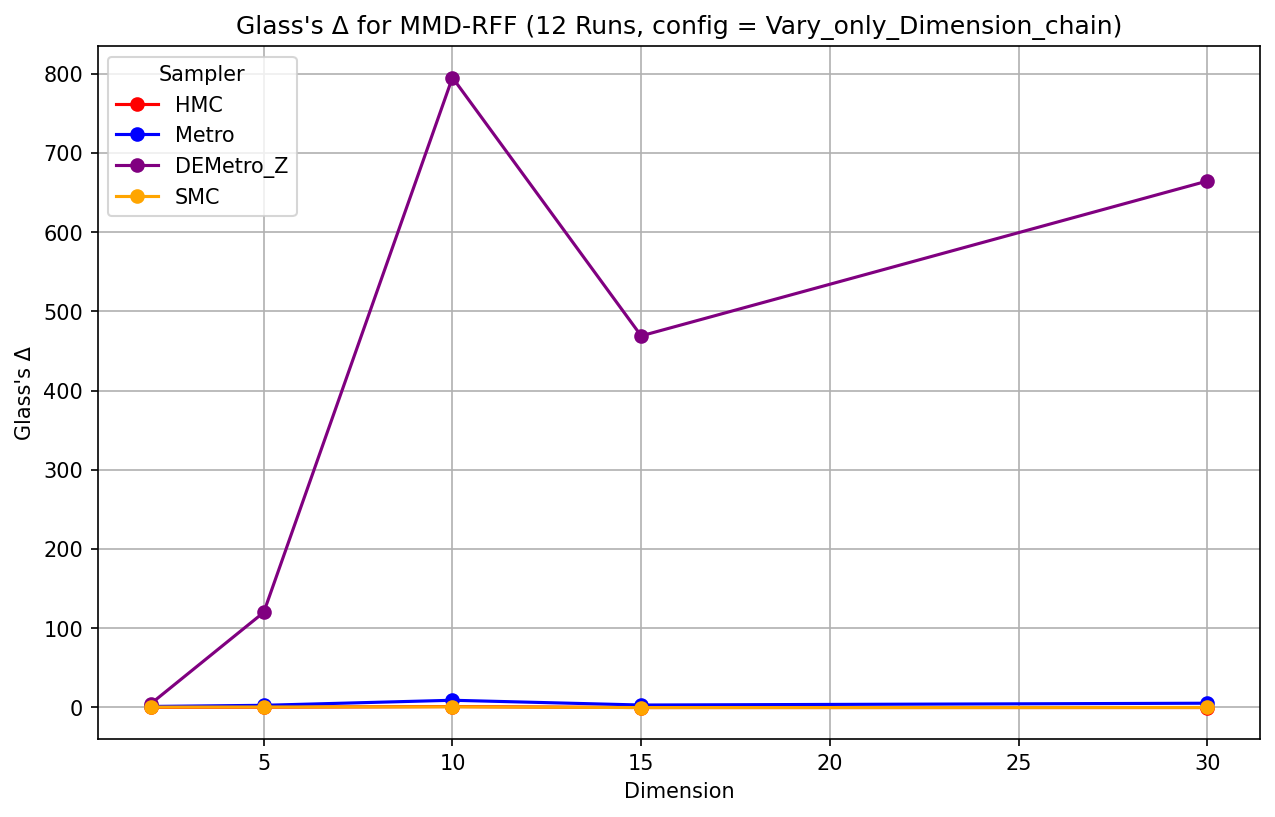 Glass's Δ for MMD-RFF (12 Runs, config = Vary_only_Dimension_chain)
Sampler
HMC
Metro
DEMetro_Z
SMC
Glass's Δ
800
700
600
500
400
300
200
100
0
5 10 15 20 25 30
Dimension